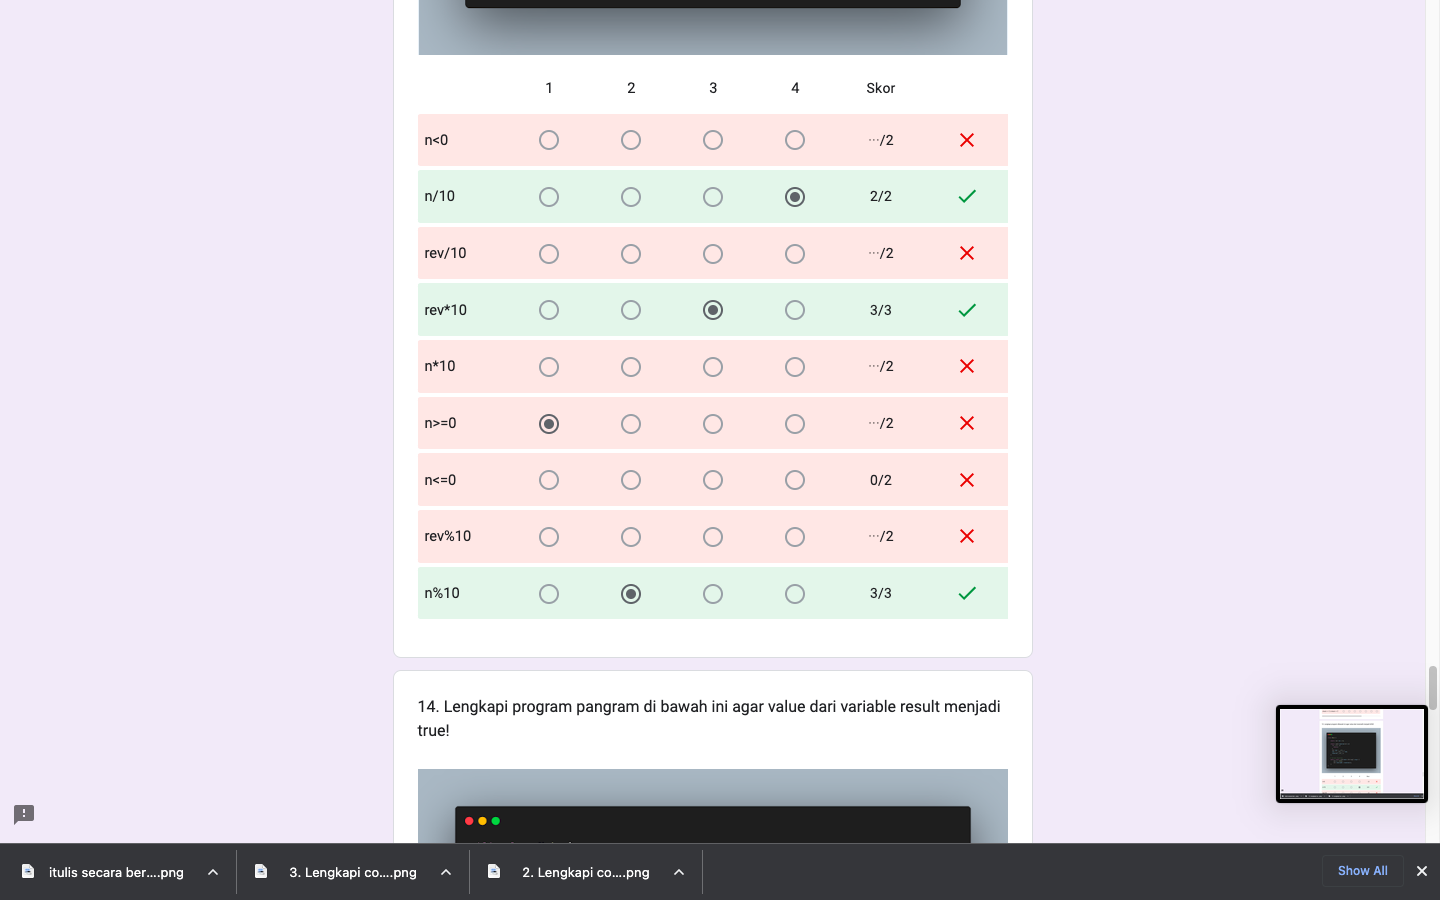 1 2 3 4 Skor
n<0 ···/2
n/10 2/2
rev/10 ···/2
rev*10 3/3
n*10 ···/2
n>=0 ···/2
n<=0 0/2
rev%10 ···/2
n%10 3/3
14. Lengkapi program pangram di bawah ini agar value dari variable result menjadi
true!
itulis secara ber....png
3. Lengkapi co....png
2. Lengkapi co....png
Show All